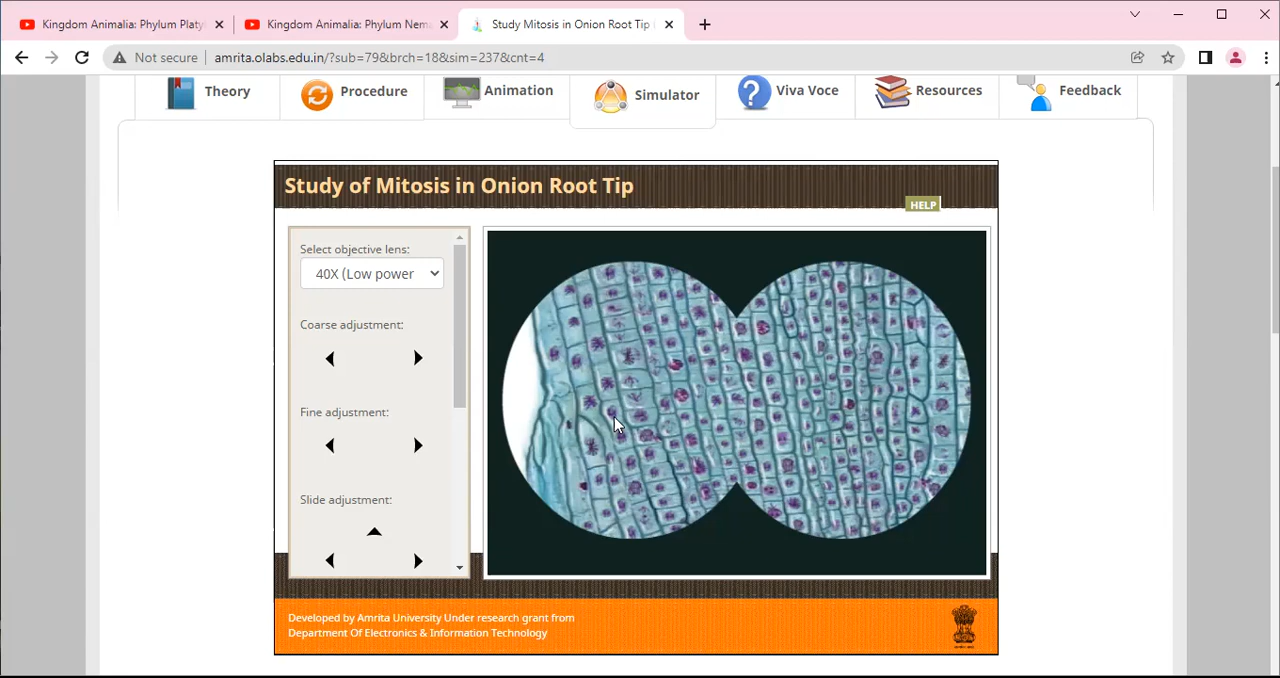 Kingdom Animalia: Phylum Platy
Kingdom Animalia: Phylum Nema
Study Mitosis in Onion Root Tip
Not secure
amrita.olabs.edu.in/?sub=79&brch=18&sim=237&cnt=4
Theory
Procedure
Animation
Simulator
Viva Voce
Resources
Feedback
Study of Mitosis in Onion Root Tip
HELP
Select objective lens:
40X (Low power
Coarse adjustment:
Fine adjustment:
Slide adjustment:
Developed by Amrita University Under research grant from
Department Of Electronics & Information Technology